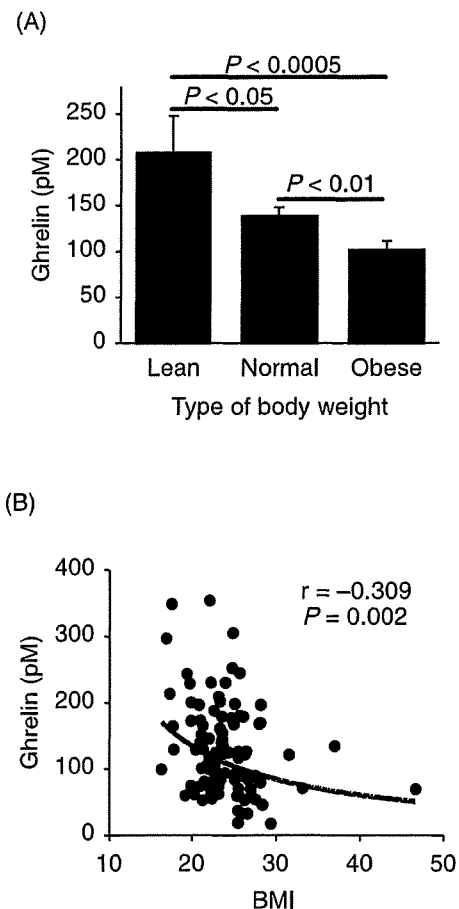 (A)
P < 0.0005
P < 0.05
P < 0.01
250
200
150
100
50
0
Ghrelin (pM)
Lean Normal Obese
Type of body weight
(B)
400
300
200
100
0
Ghrelin (pM)
r = –0.309
P = 0.002
10 20 30 40 50
BMI